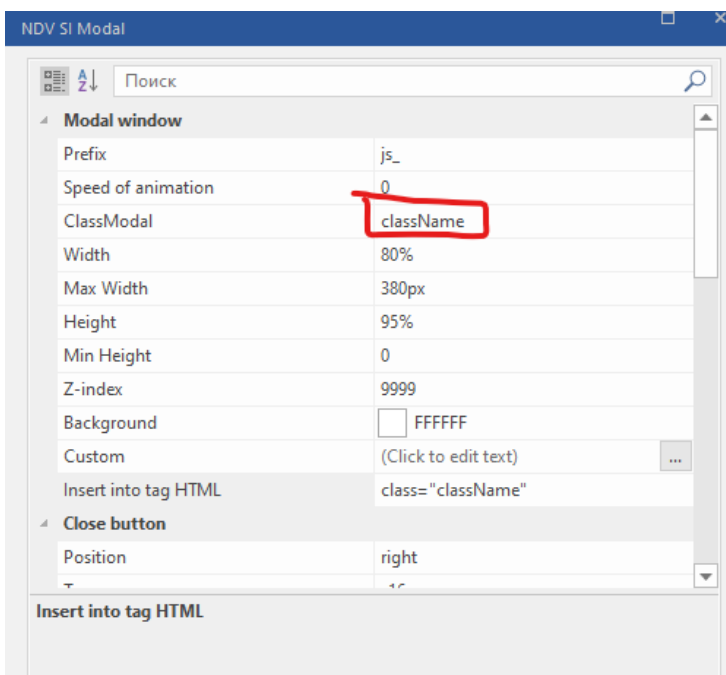 NDV SI Modal
Поиск
Modal window
Prefix js_
Speed of animation 0
ClassModal className
Width 80%
Max Width 380px
Height 95%
Min Height 0
Z-index 9999
Background FFFFFF
Custom (Click to edit text) ...
Insert into tag HTML class="className"
Close button
Position right
Insert into tag HTML